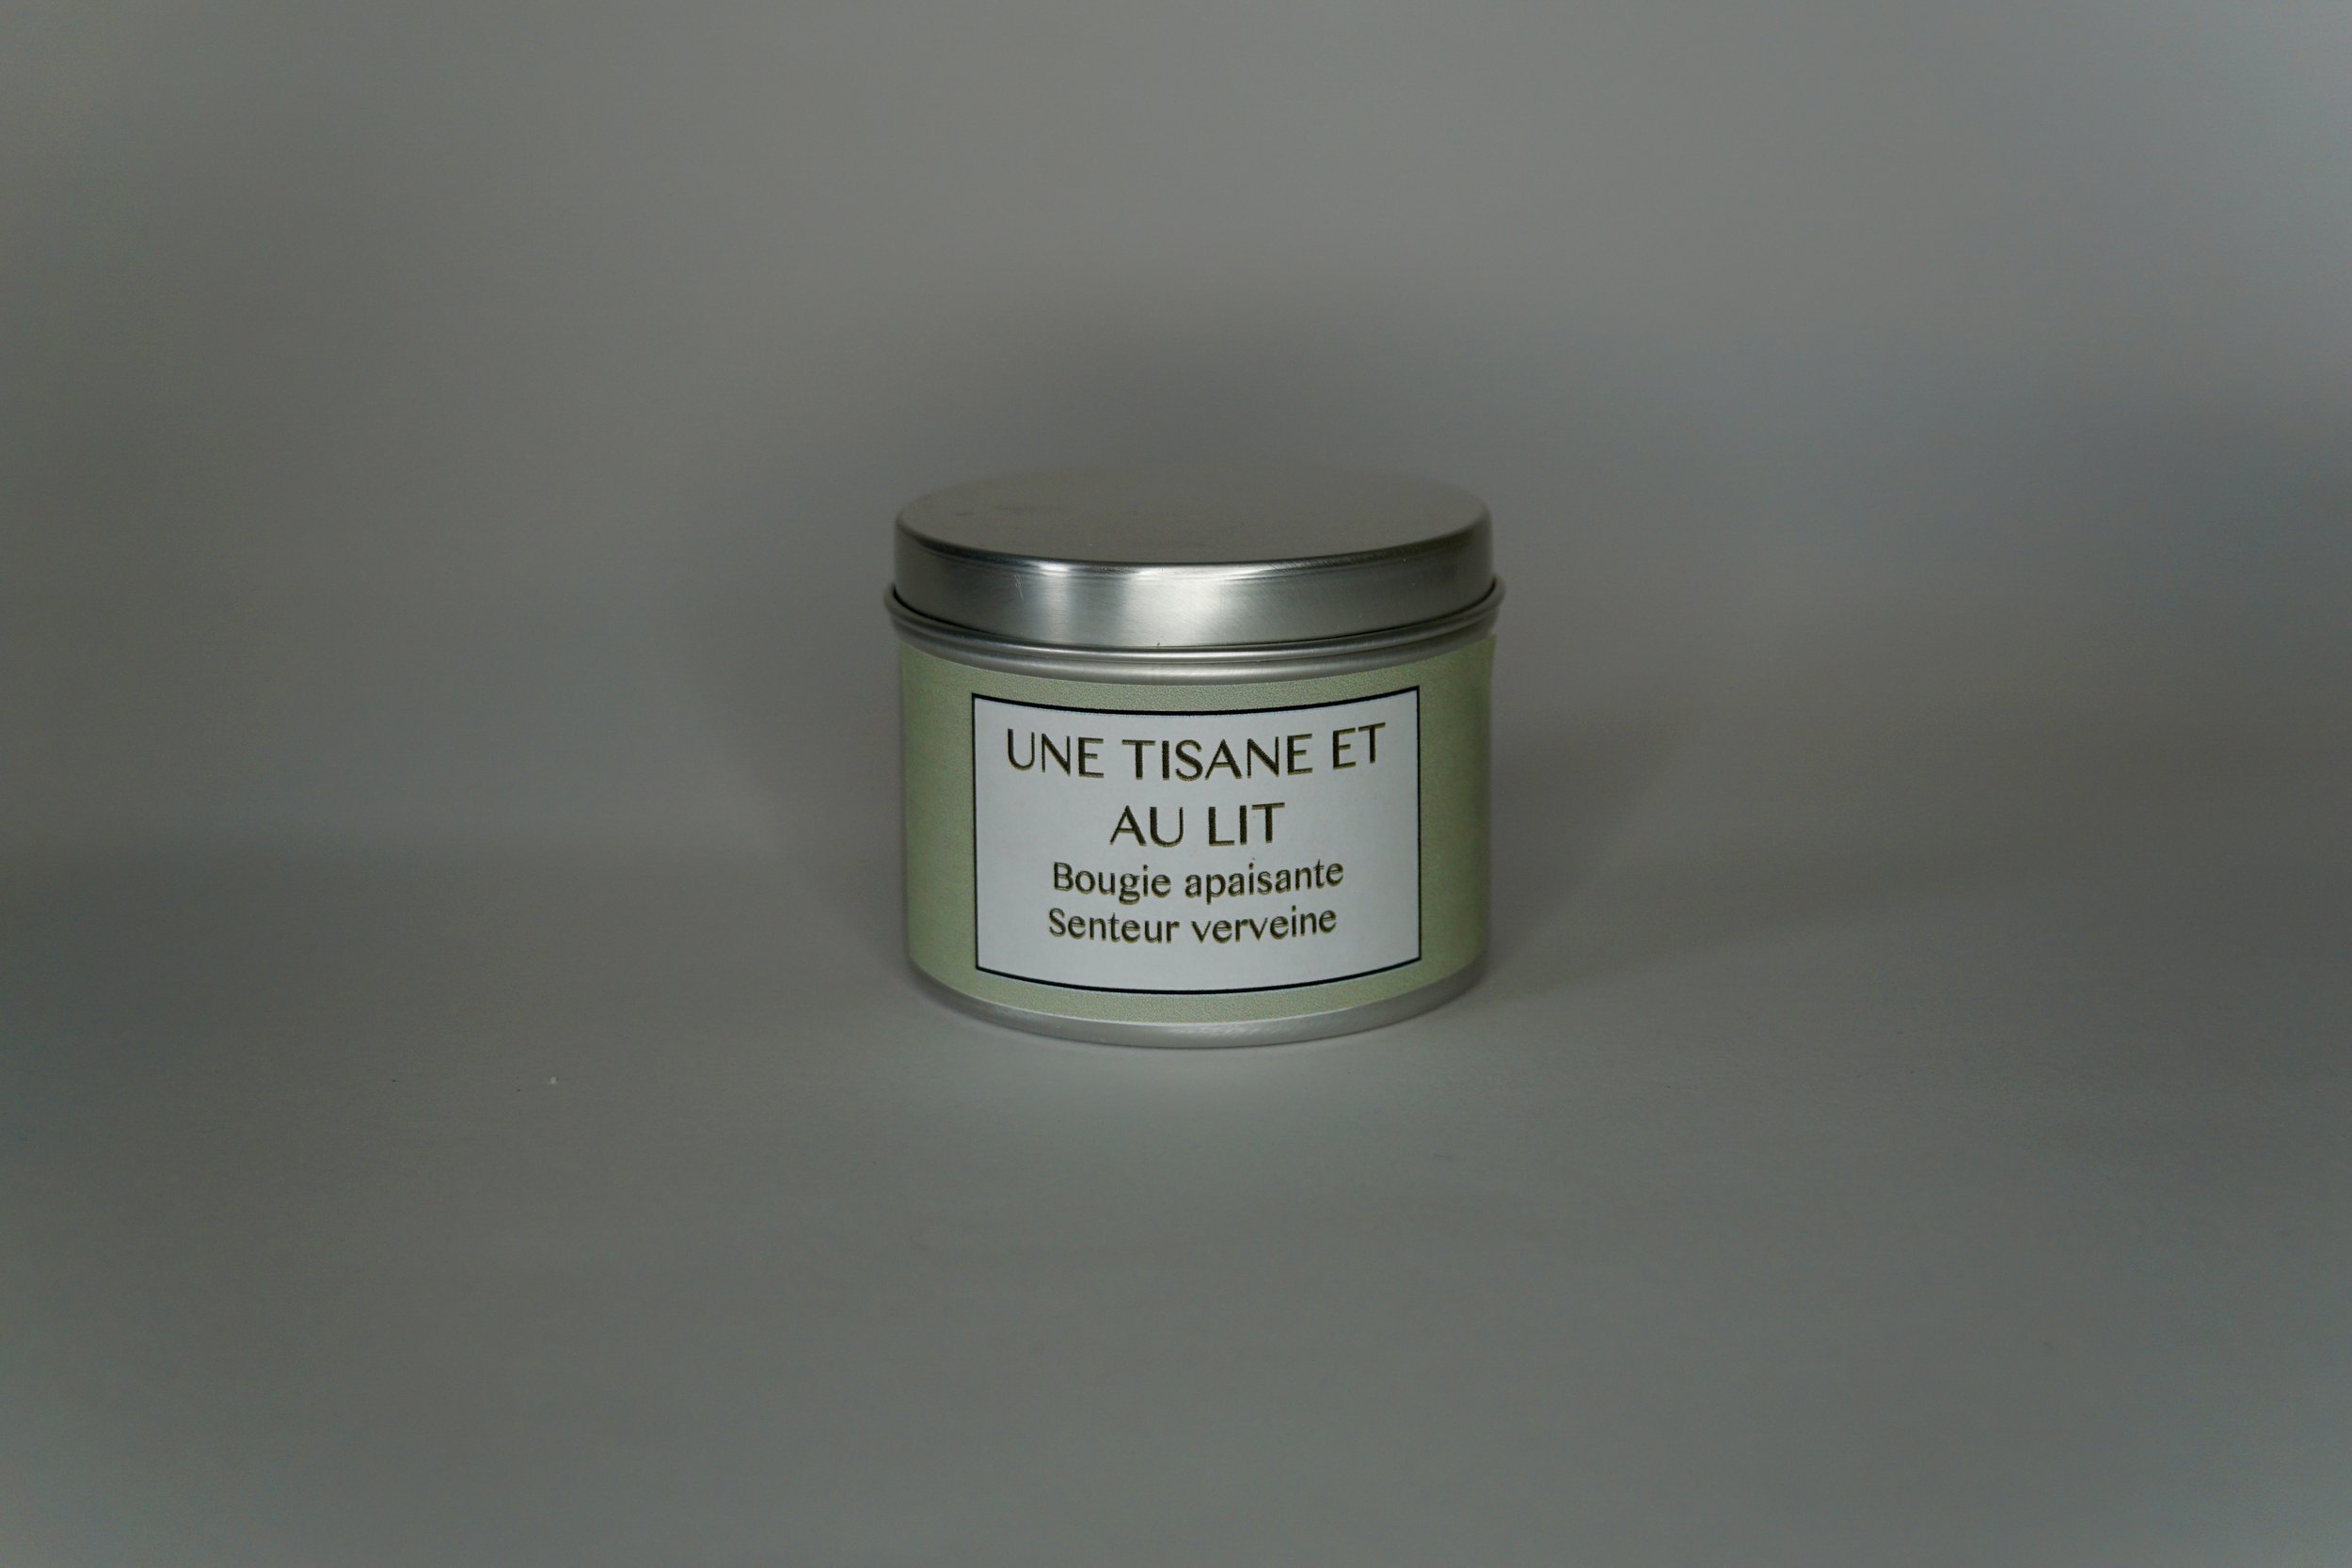 UNE TISANE ET
AU LIT
Bougie apaisante
Senteur verveine